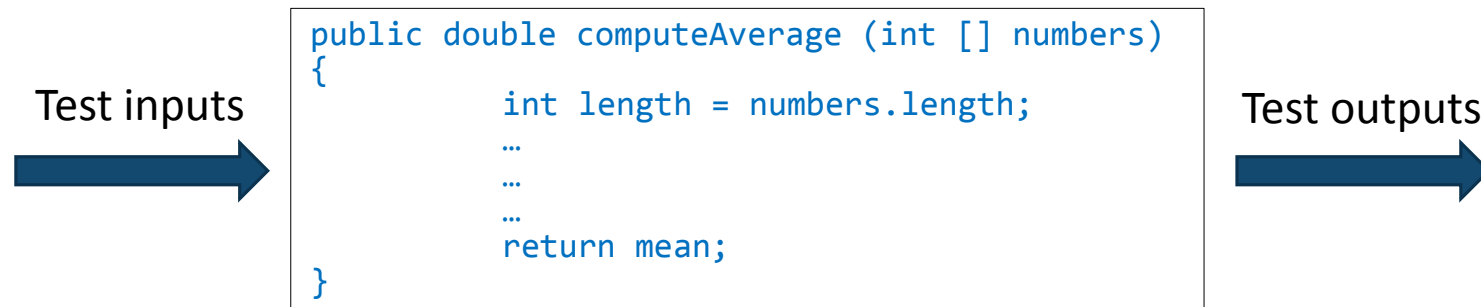 Test inputs
public double computeAverage (int [] numbers)
{
int length = numbers.length;
…
…
…
return mean;
}
Test outputs